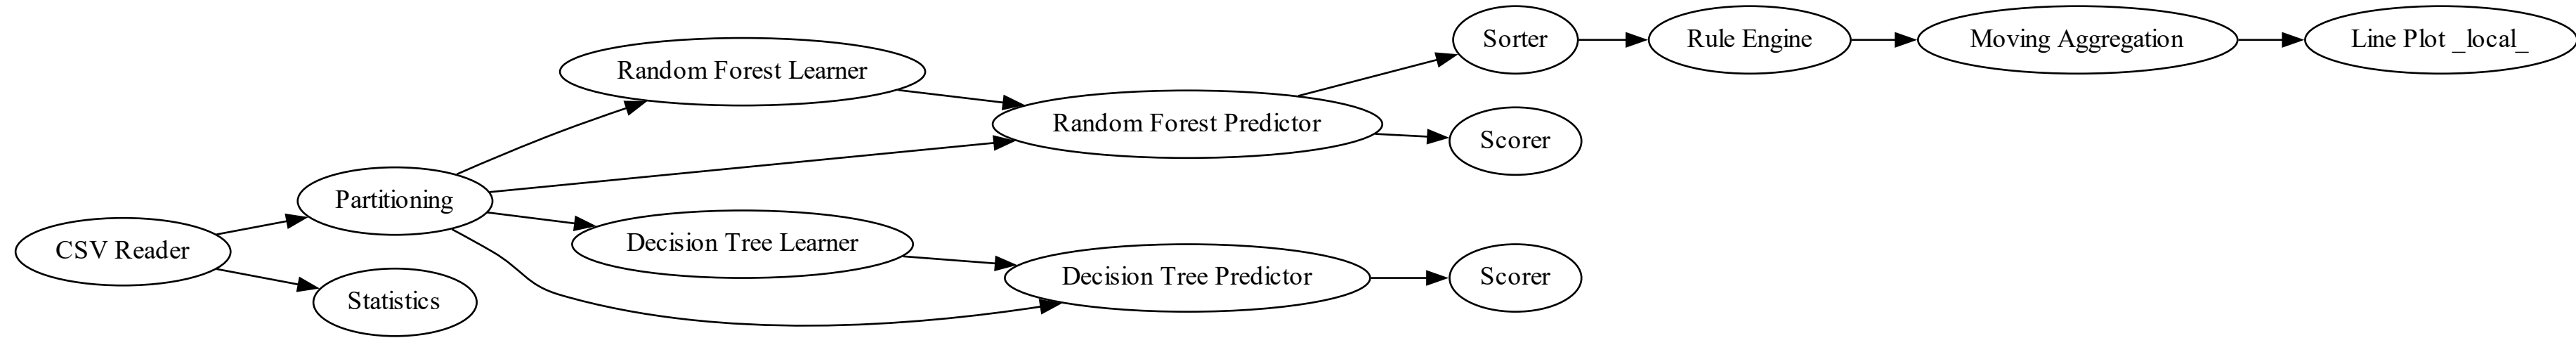 Sorter
Rule Engine
Moving Aggregation
Line Plot _local_
Random Forest Learner
Random Forest Predictor
Scorer
Partitioning
CSV Reader
Decision Tree Learner
Decision Tree Predictor
Scorer
Statistics